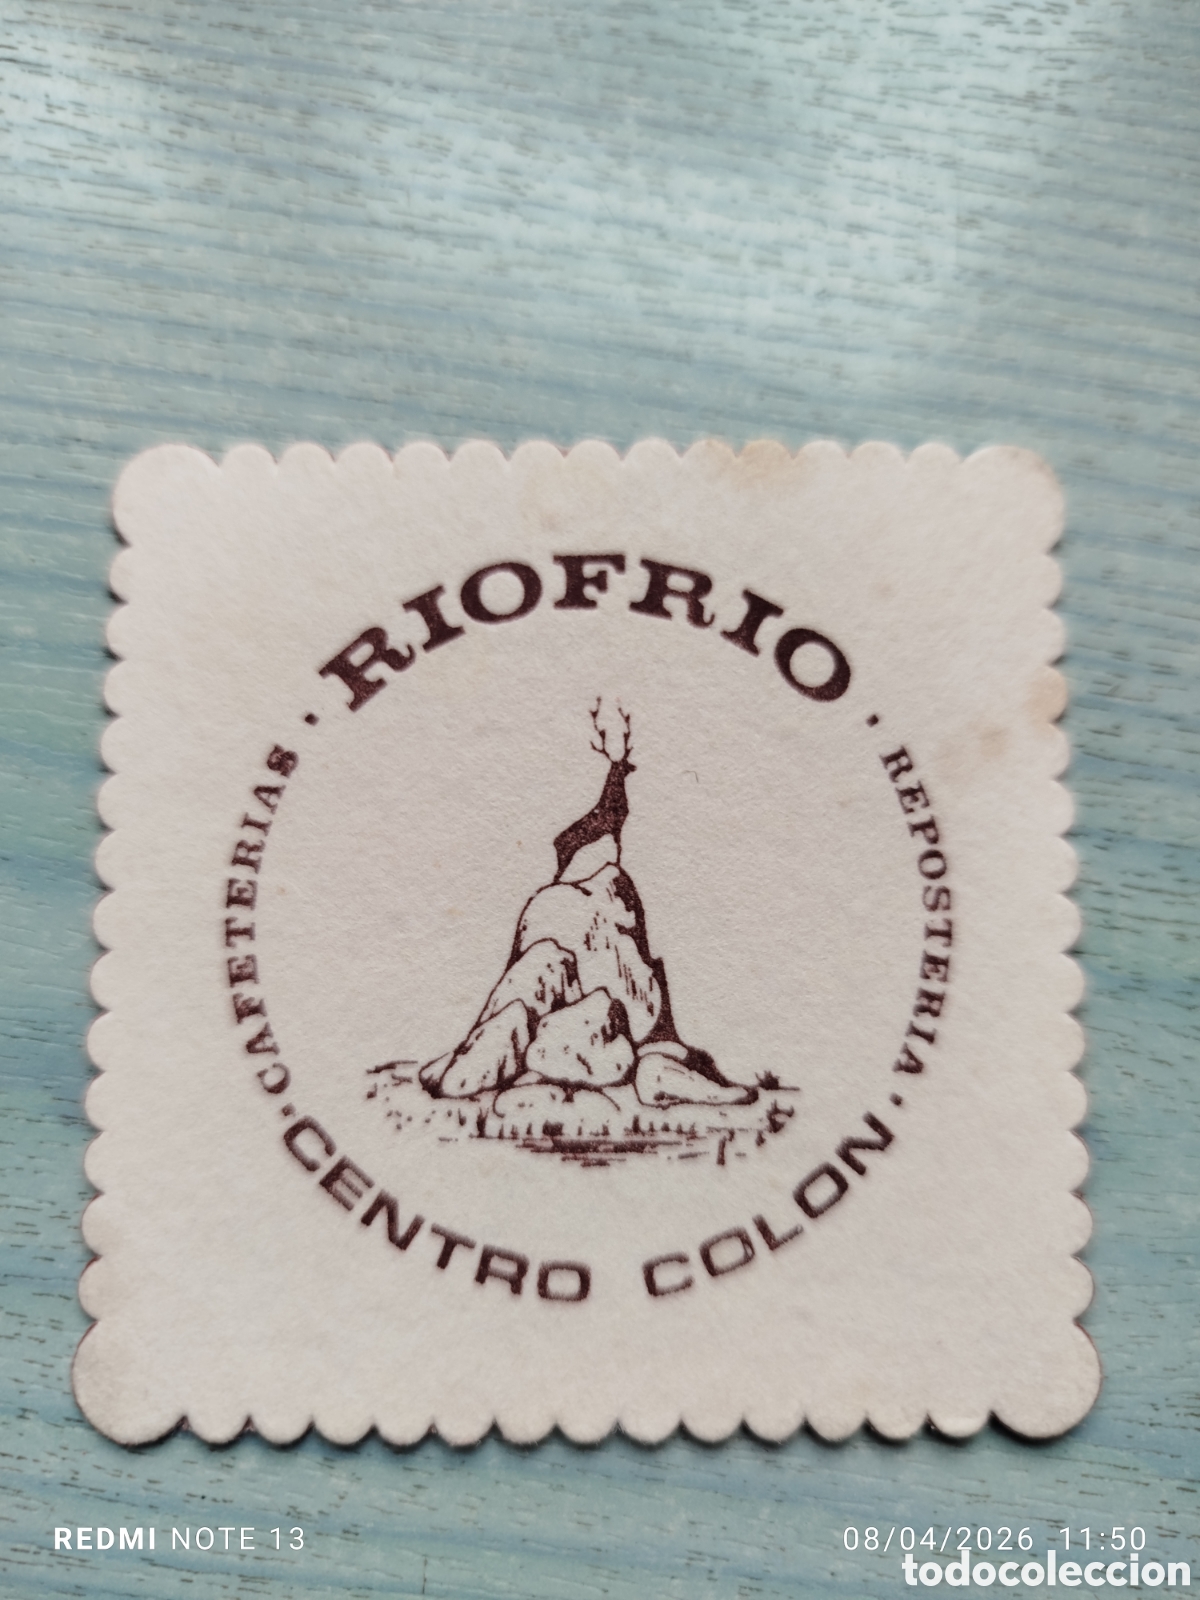 · RIOFRIO ·
CAFETERIAS
REPOSTERIA
· CENTRO COLON ·
REDMI NOTE 13
08/04/2026 11:50
todocoleccion